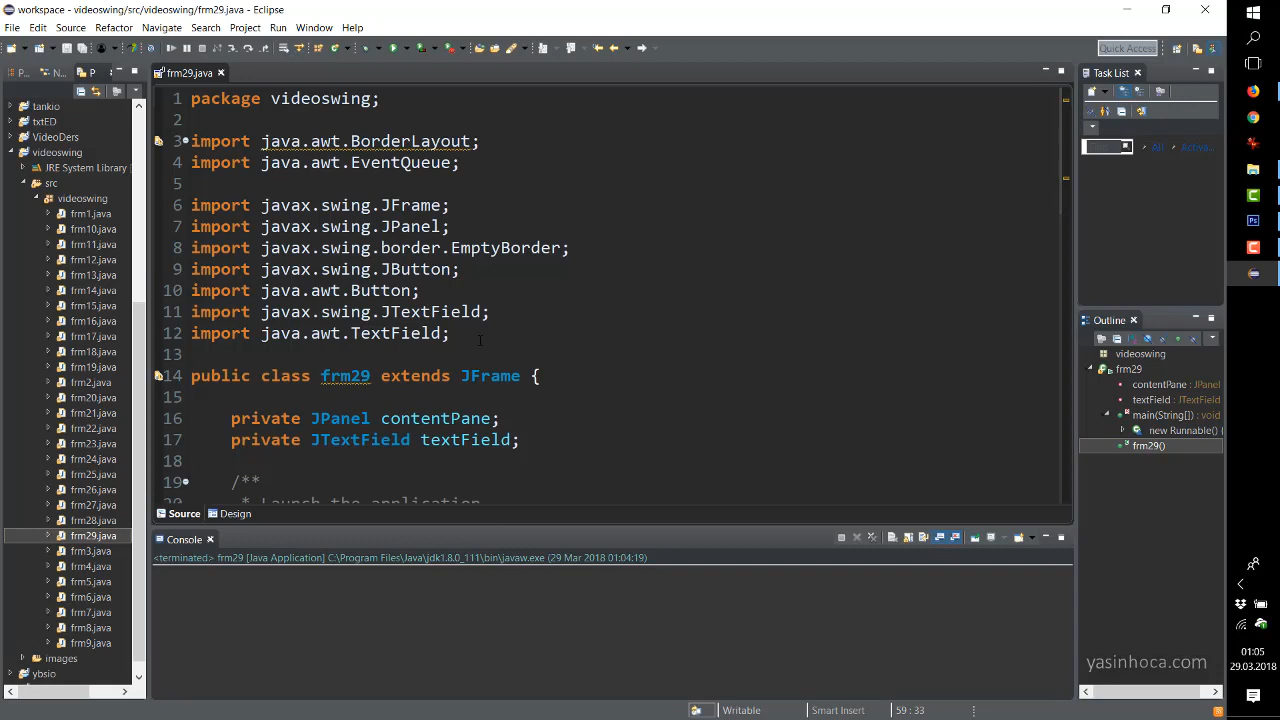 workspace - videoswing/src/videoswing/frm29.java - Eclipse
File Edit Source Refactor Navigate Search Project Run Window Help
Quick Access
P... N... P
frm29.java
Task List
tankio
txtED
VideoDers
videoswing
JRE System Library
src
videoswing
frm1.java
frm10.java
frm11.java
frm12.java
frm13.java
frm14.java
frm15.java
frm16.java
frm17.java
frm18.java
frm19.java
frm2.java
frm20.java
frm21.java
frm22.java
frm23.java
frm24.java
frm25.java
frm26.java
frm27.java
frm28.java
frm29.java
frm3.java
frm4.java
frm5.java
frm6.java
frm7.java
frm8.java
frm9.java
images
ybsio
1 package videoswing;
2
3 import java.awt.BorderLayout;
4 import java.awt.EventQueue;
5
6 import javax.swing.JFrame;
7 import javax.swing.JPanel;
8 import javax.swing.border.EmptyBorder;
9 import javax.swing.JButton;
10 import java.awt.Button;
11 import javax.swing.JTextField;
12 import java.awt.TextField;
13
14 public class frm29 extends JFrame {
15
16 private JPanel contentPane;
17 private JTextField textField;
18
19 /**
20 * Launch the application
Source Design
Console
<terminated> frm29 [Java Application] C:\Program Files\Java\jdk1.8.0_111\bin\javaw.exe (29 Mar 2018 01:04:19)
All Activa...
Outline
videoswing
frm29
contentPane : JPanel
textField : JTextField
main(String[]) : void
new Runnable() {
frm29()
yasinhoca.com
Writable Smart Insert 59 : 33
01:05
29.03.2018